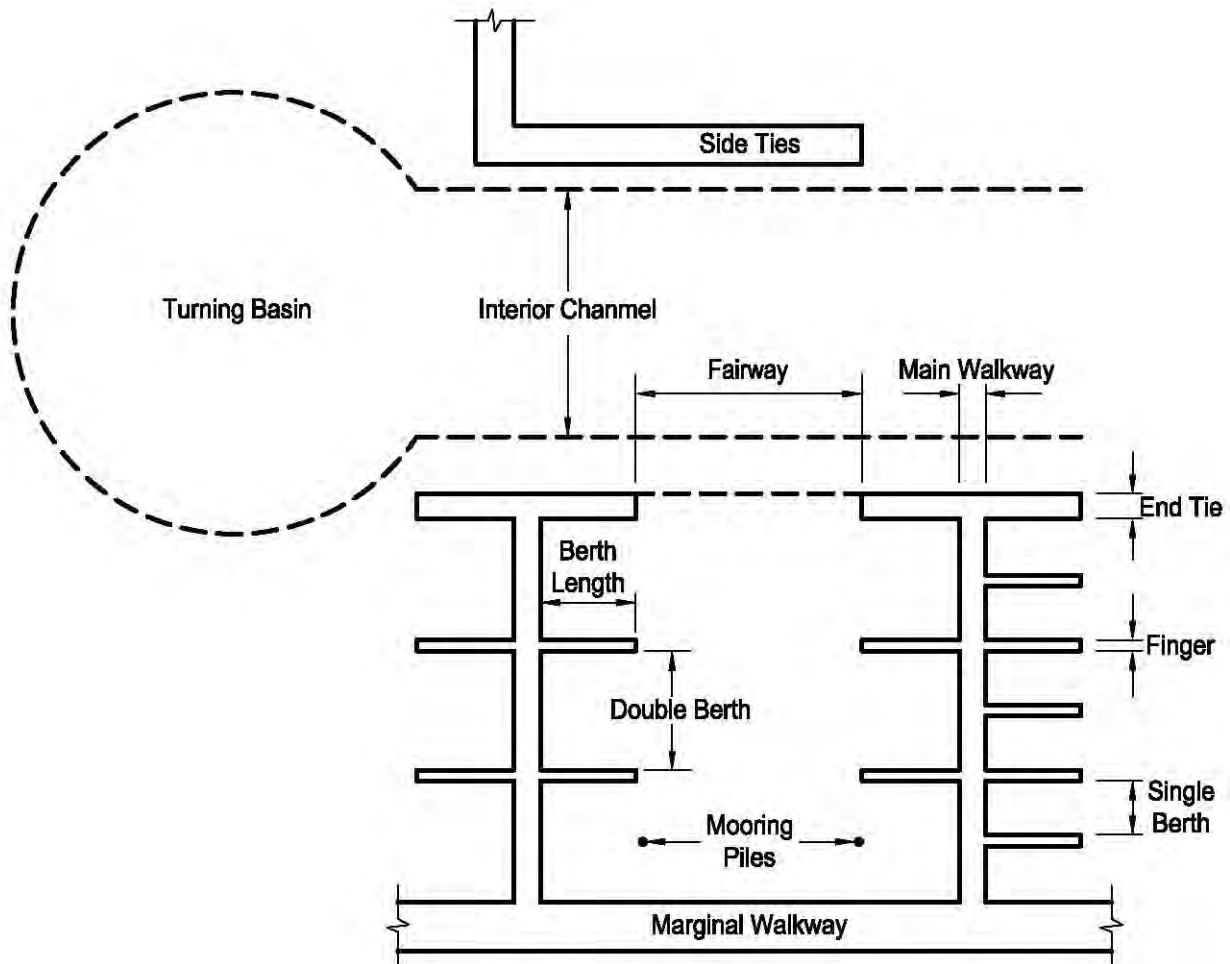 Side Ties
Turning Basin
Interior Channel
Fairway
Main Walkway
End Tie
Berth
Length
Finger
Double Berth
Single
Berth
Mooring
Piles
Marginal Walkway